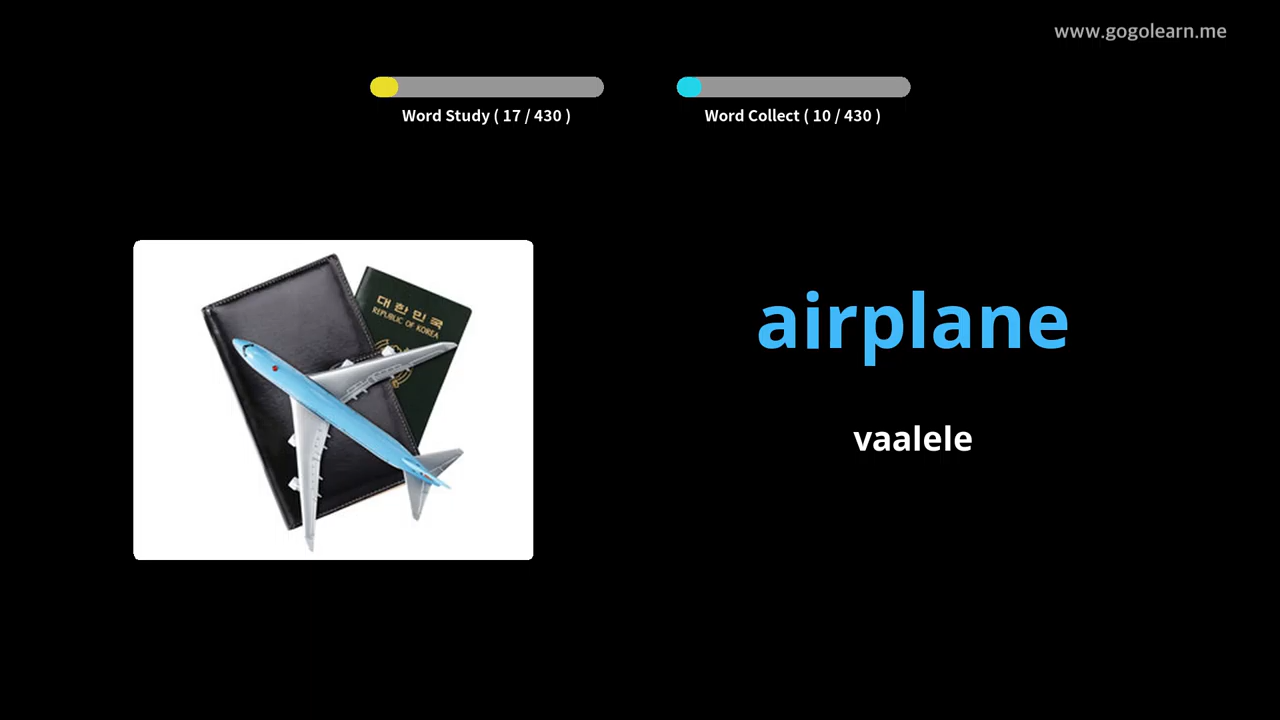 www.gogolearn.me
Word Study ( 17 / 430 )
Word Collect ( 10 / 430 )
대한민국
REPUBLIC OF KOREA
airplane
vaalele